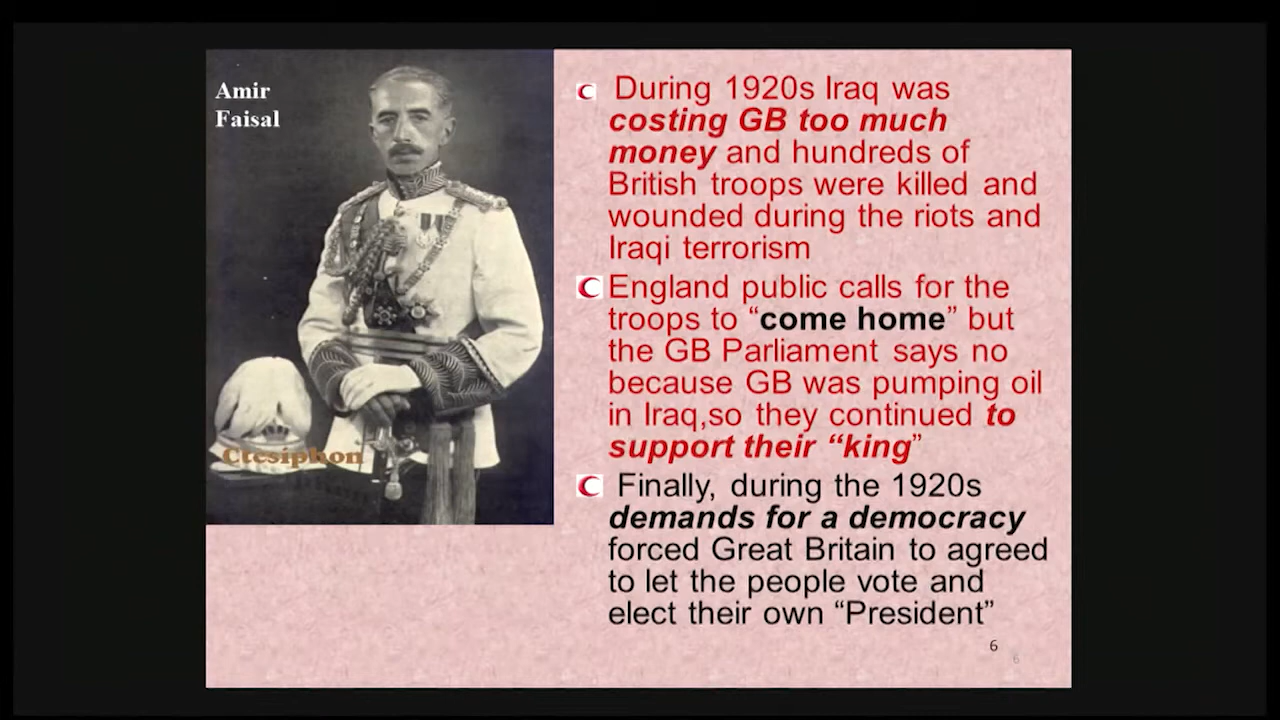 Amir
Faisal
Ctesiphon
During 1920s Iraq was
costing GB too much
money and hundreds of
British troops were killed and
wounded during the riots and
Iraqi terrorism
England public calls for the
troops to “come home” but
the GB Parliament says no
because GB was pumping oil
in Iraq,so they continued to
support their “king”
Finally, during the 1920s
demands for a democracy
forced Great Britain to agreed
to let the people vote and
elect their own “President”
6
6